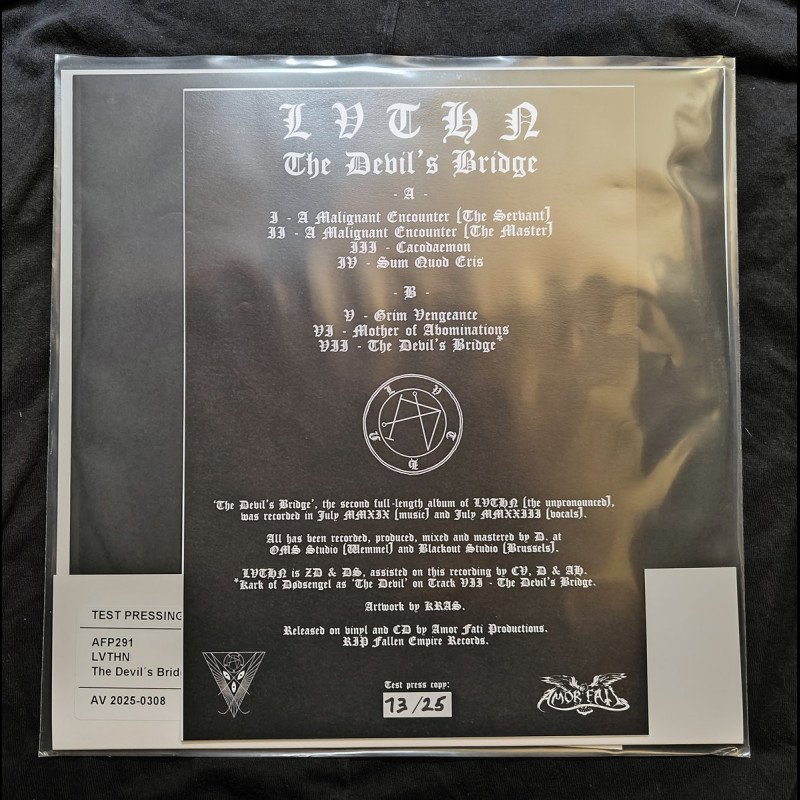 LVTHN
The Devil's Bridge
- A -
I - A Malignant Encounter [The Servant]
II - A Malignant Encounter [The Master]
III - Cacodaemon
IV - Sum Quod Eris
- B -
V - Grim Vengeance
VI - Mother of Abominations
VII - The Devil's Bridge*
L V T H N
'The Devil's Bridge', the second full-length album of LVTHN [the unpronounced],
was recorded in July MMXIX [music] and July MMXXIII [vocals].
All has been recorded, produced, mixed and mastered by D. at
OMS Studio [Wemmel] and Blackout Studio [Brussels].
LVTHN is ZD & DS, assisted on this recording by CV, D & AH.
*Kark of Dødsengel as 'The Devil' on Track VII - The Devil's Bridge.
Artwork by KRAS.
Released on vinyl and CD by Amor Fati Productions.
RIP Fallen Empire Records.
Test press copy:
13/25
AMOR FATI
TEST PRESSING
AFP291
LVTHN
The Devil´s Brid
AV 2025-0308